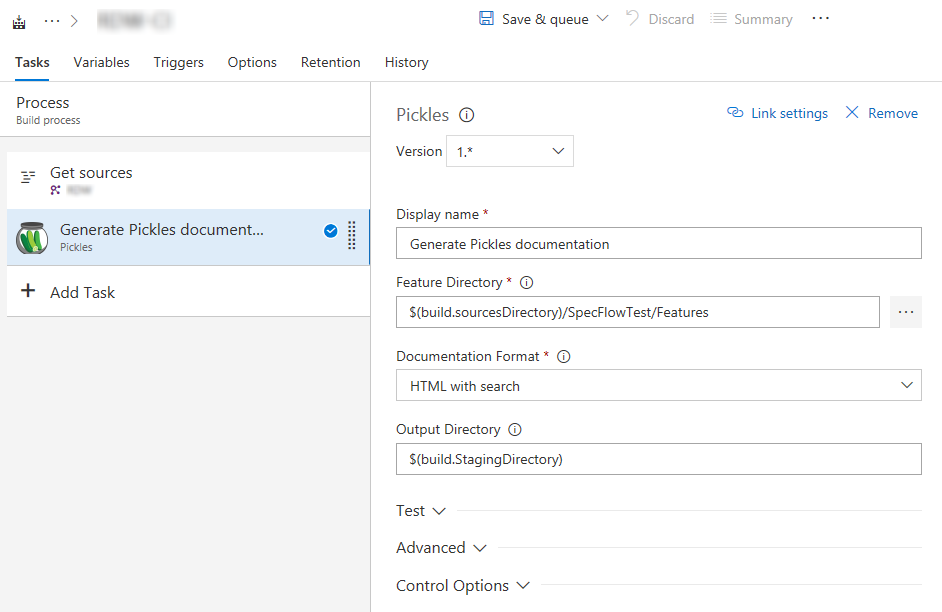 Save & queue Discard Summary
Tasks Variables Triggers Options Retention History
Process
Build process
Get sources
Generate Pickles document...
Pickles
Add Task
Pickles
Link settings Remove
Version 1.*
Display name *
Generate Pickles documentation
Feature Directory *
$(build.sourcesDirectory)/SpecFlowTest/Features
Documentation Format *
HTML with search
Output Directory
$(build.StagingDirectory)
Test
Advanced
Control Options